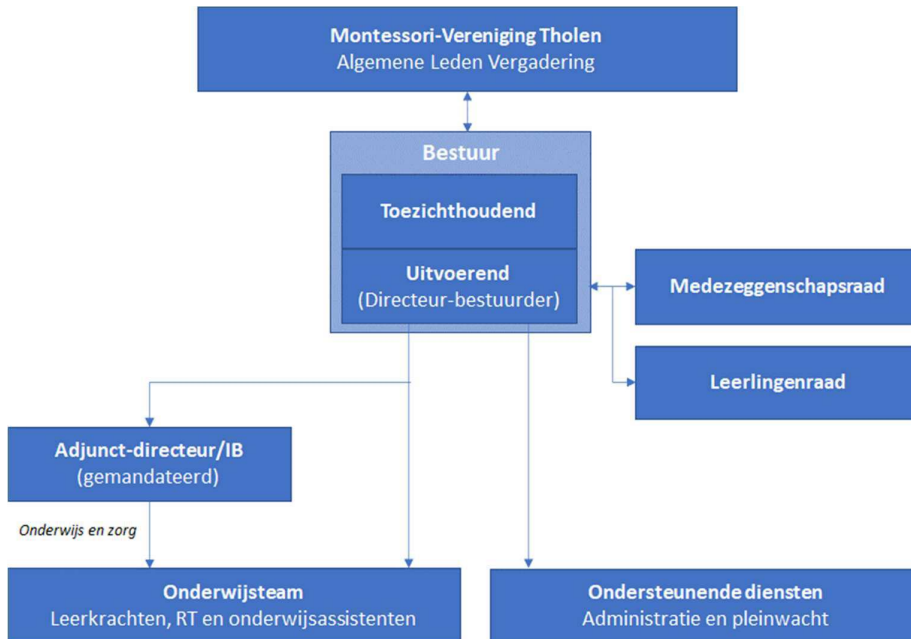 Montessori-Vereniging Tholen
Algemene Leden Vergadering
Bestuur
Toezichthoudend
Uitvoerend
(Directeur-bestuurder)
Medezeggenschapsraad
Leerlingenraad
Adjunct-directeur/IB
(gemandateerd)
Onderwijs en zorg
Onderwijsteam
Leerkrachten, RT en onderwijsassistenten
Ondersteunende diensten
Administratie en pleinwacht